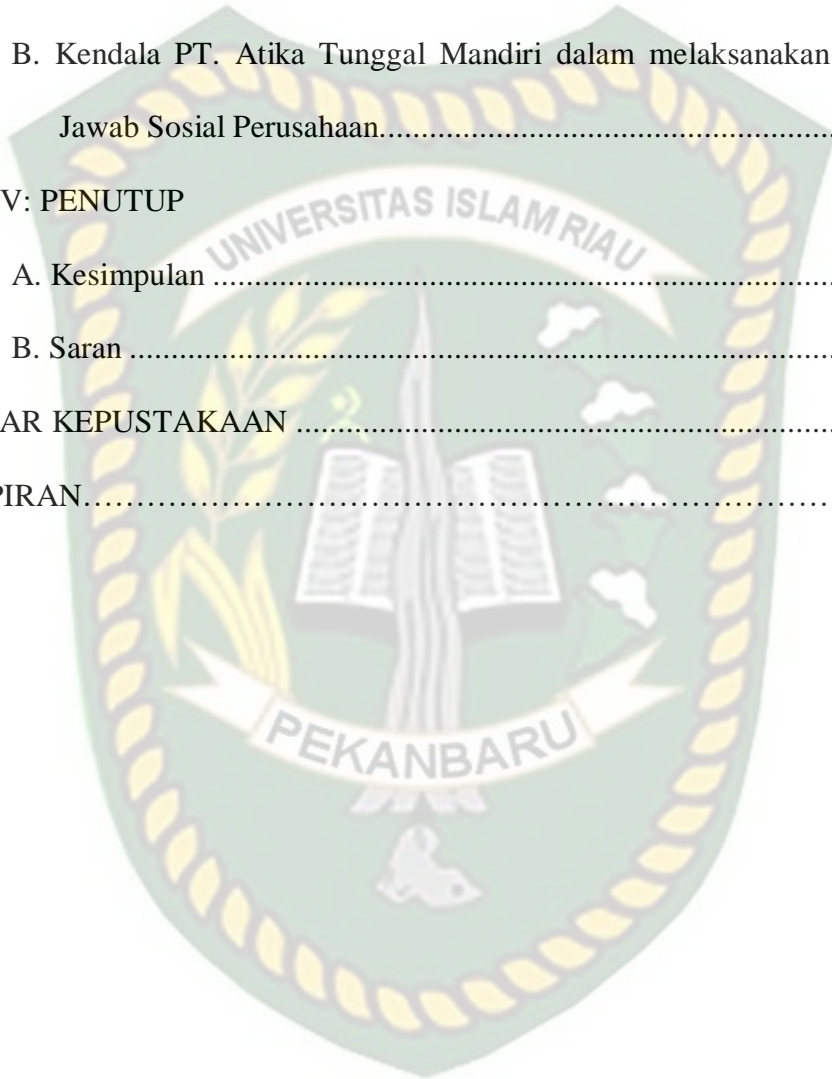 B. Kendala PT. Atika Tunggal Mandiri dalam melaksanakan
Jawab Sosial Perusahaan..........................................................
V: PENUTUP
UNIVERSITAS ISLAM RIAU
A. Kesimpulan ..........................................................................
B. Saran ....................................................................................
AR KEPUSTAKAAN ................................................................
PIRAN………………………………………………………………
PEKANBARU